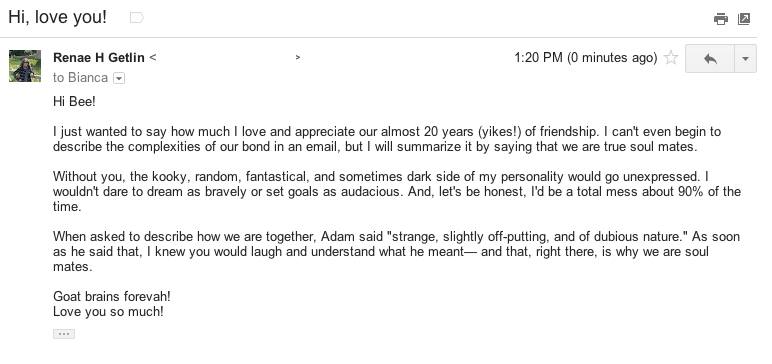 Hi, love you!
Renae H Getlin < >
1:20 PM (0 minutes ago)
to Bianca
Hi Bee!
I just wanted to say how much I love and appreciate our almost 20 years (yikes!) of friendship. I can't even begin to
describe the complexities of our bond in an email, but I will summarize it by saying that we are true soul mates.
Without you, the kooky, random, fantastical, and sometimes dark side of my personality would go unexpressed. I
wouldn't dare to dream as bravely or set goals as audacious. And, let's be honest, I'd be a total mess about 90% of the
time.
When asked to describe how we are together, Adam said "strange, slightly off-putting, and of dubious nature." As soon
as he said that, I knew you would laugh and understand what he meant— and that, right there, is why we are soul
mates.
Goat brains forevah!
Love you so much!